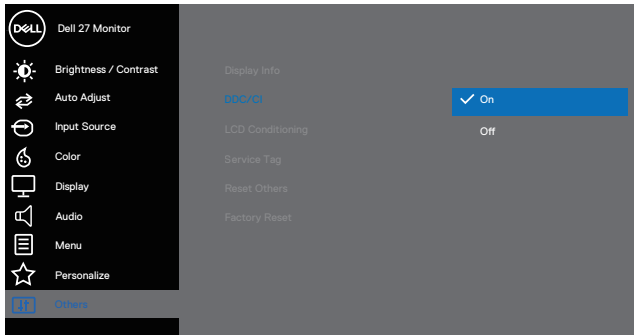 DELL
Dell 27 Monitor
Brightness / Contrast
Auto Adjust
Input Source
Color
Display
Audio
Menu
Personalize
Others
Display Info
DDC/CI
LCD Conditioning
Service Tag
Reset Others
Factory Reset
On
Off